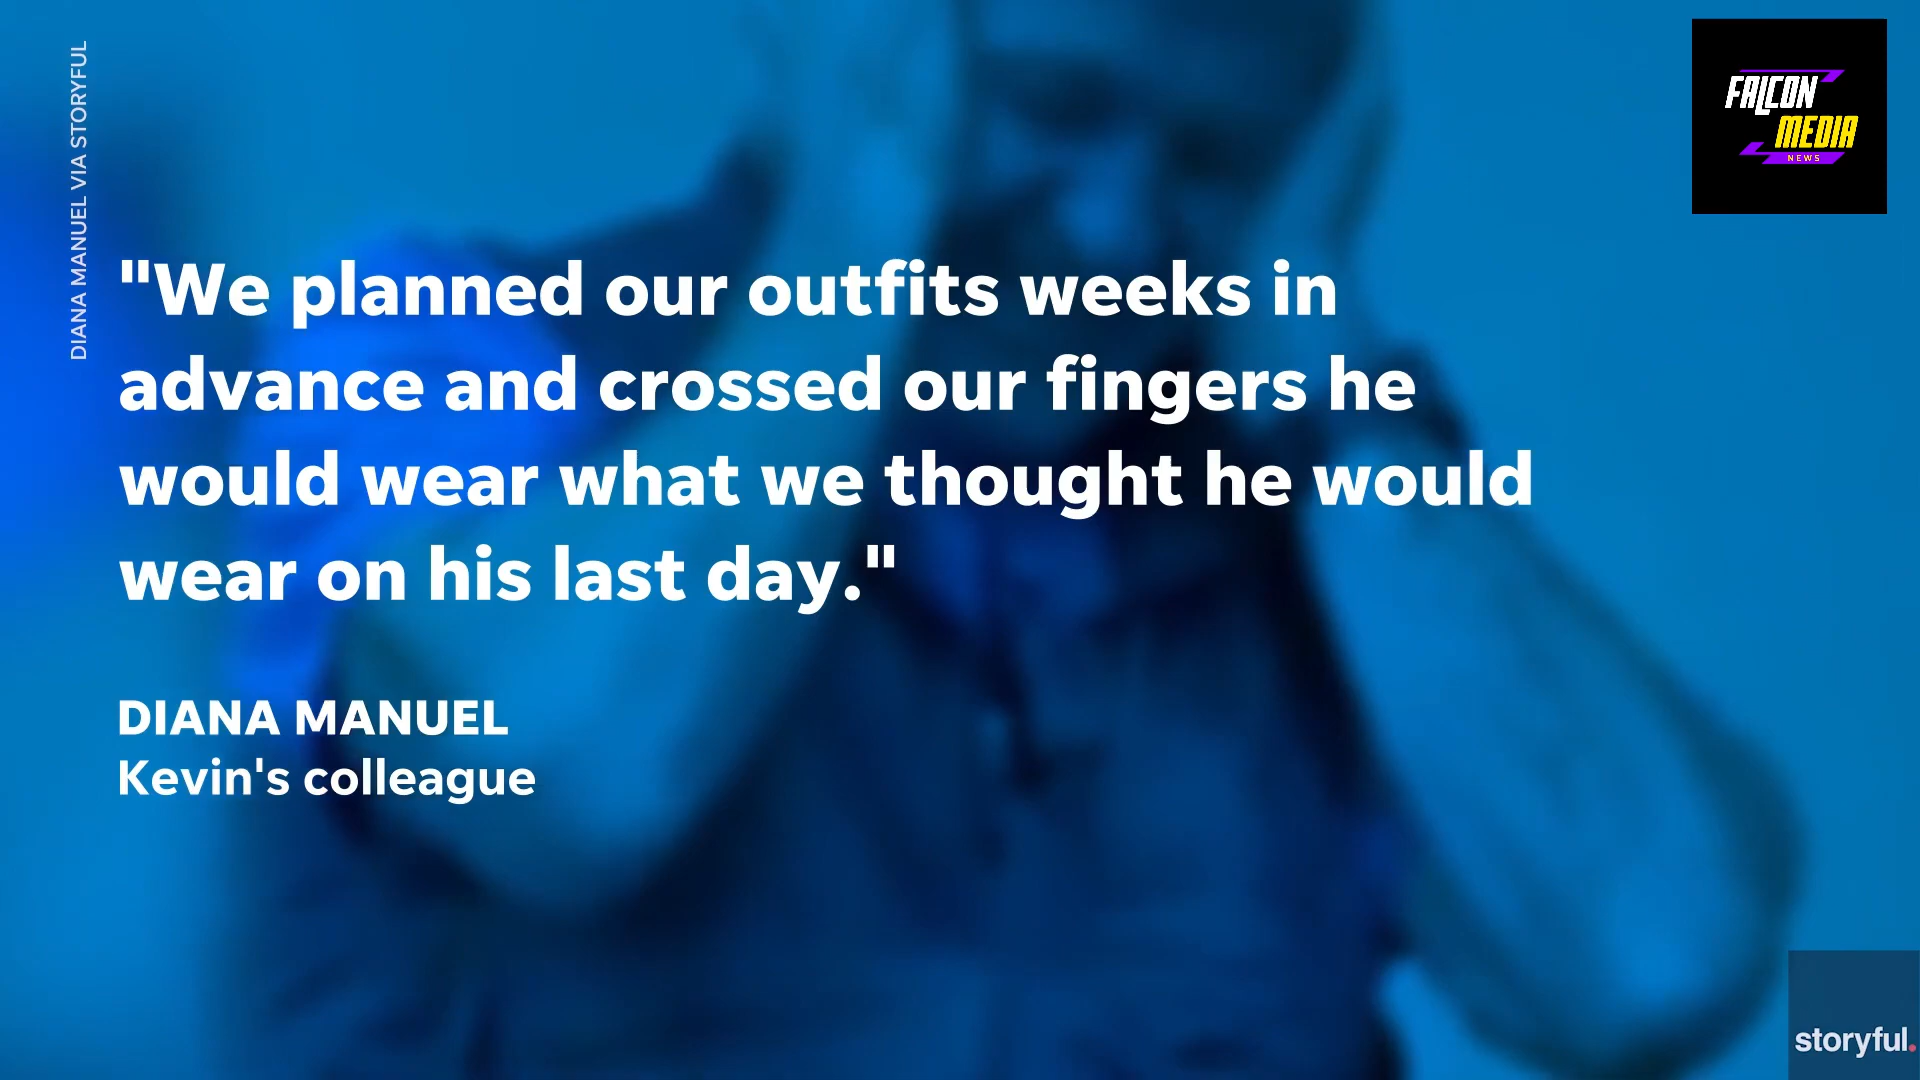 DIANA MANUEL VIA STORYFUL
FALCON
MEDIA
NEWS
"We planned our outfits weeks in
advance and crossed our fingers he
would wear what we thought he would
wear on his last day."
DIANA MANUEL
Kevin's colleague
storyful.